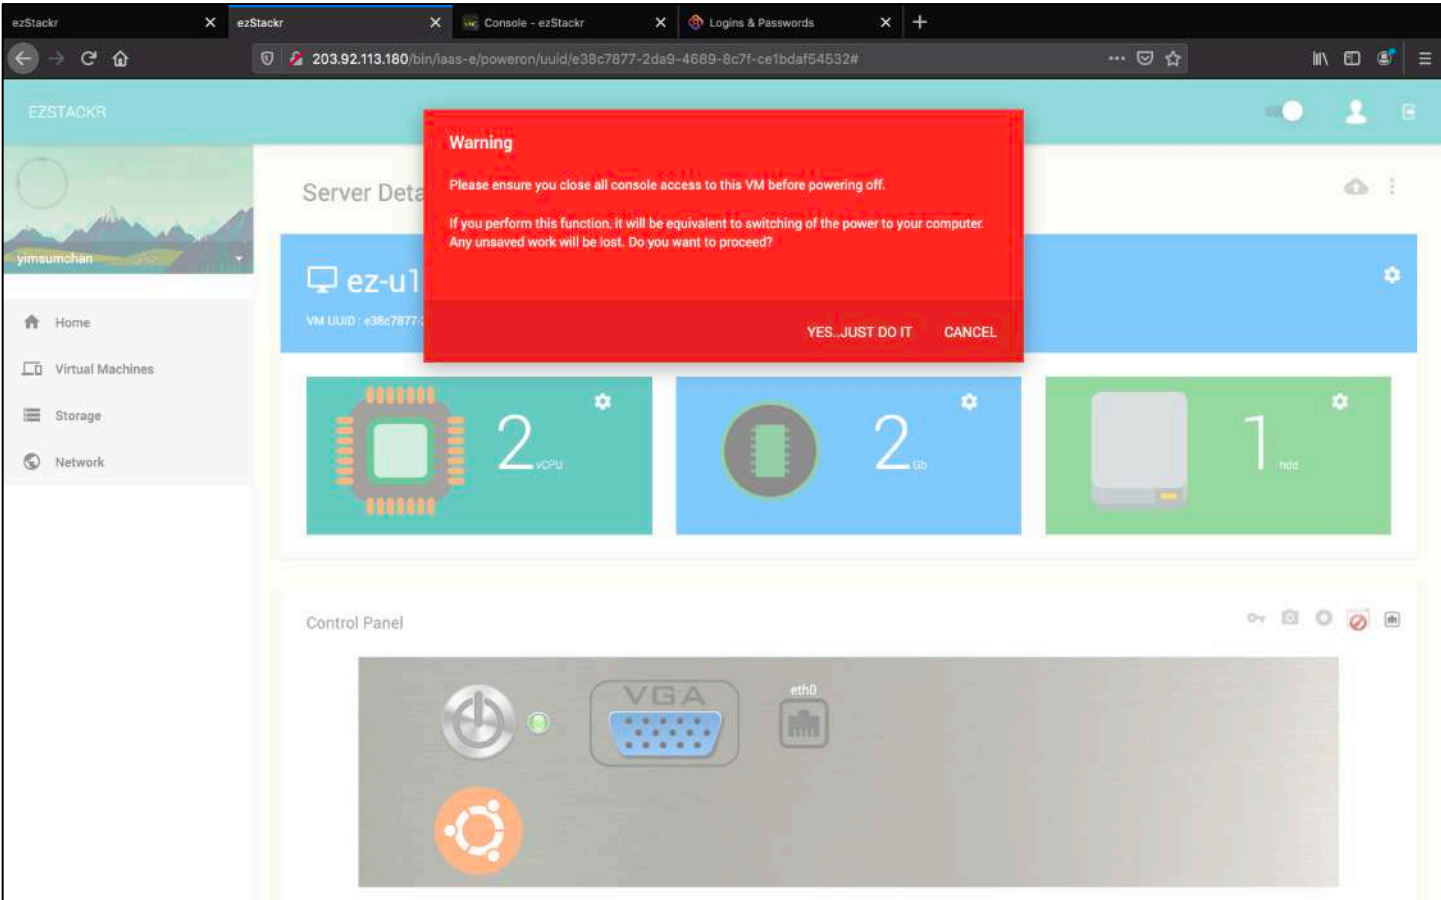 ezStackr
ezStackr
Console - ezStackr
Logins & Passwords
203.92.113.180/bin/iaas-e/poweron/uuid/e38c7877-2da9-4689-8c7f-ce1bdaf54532#
EZSTACKR
Warning
Please ensure you close all console access to this VM before powering off.
If you perform this function, it will be equivalent to switching of the power to your computer.
Any unsaved work will be lost. Do you want to proceed?
YES..JUST DO IT CANCEL
Server Deta
yimsumchan
ez-u1
VM UUID : e38c7877-2
Home
Virtual Machines
Storage
Network
2 vCPU
2 Gb
1 hdd
Control Panel
VGA
eth0